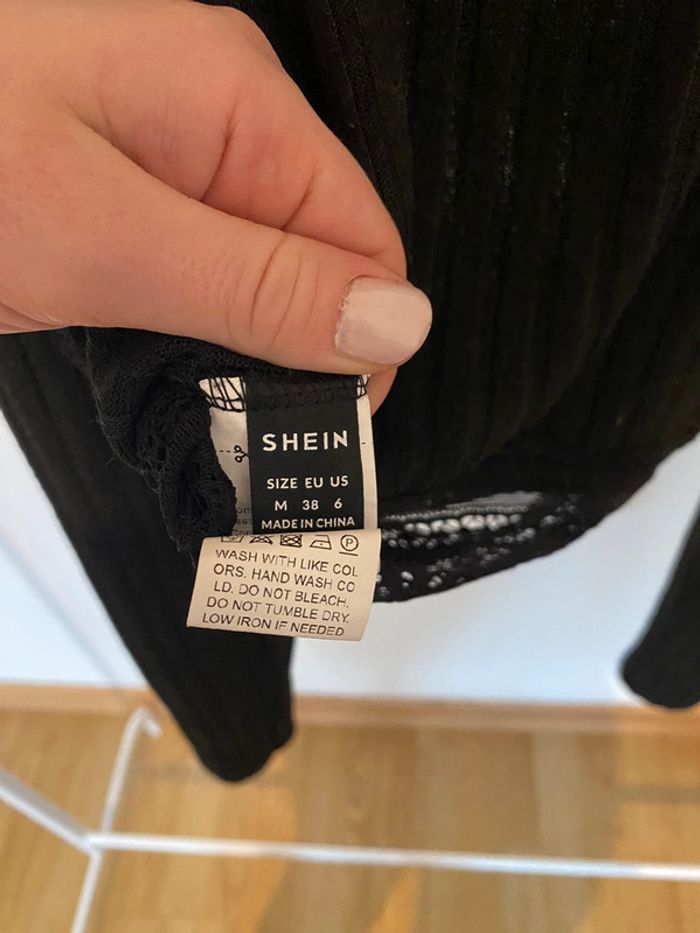 SHEIN
SIZE EU US
M 38 6
MADE IN CHINA
P
WASH WITH LIKE COL
ORS. HAND WASH CO
LD. DO NOT BLEACH.
DO NOT TUMBLE DRY.
LOW IRON IF NEEDED.